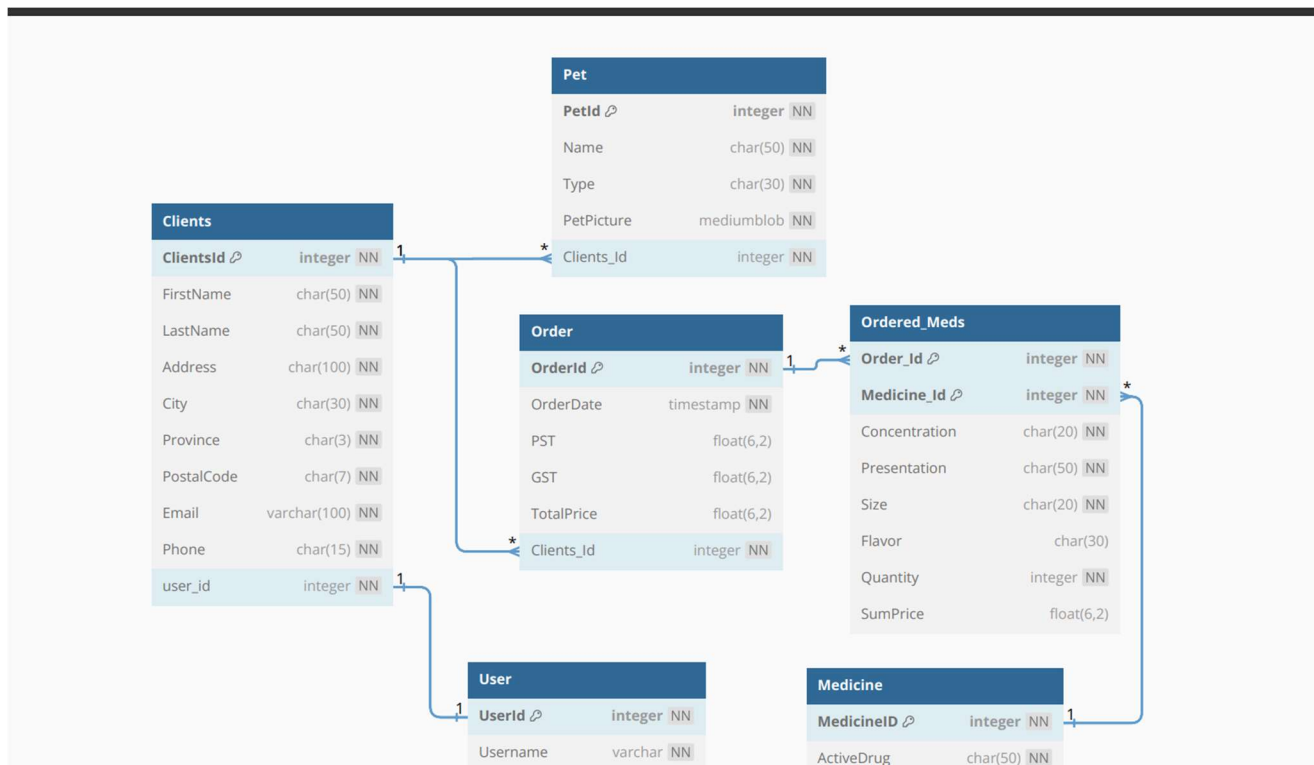 Pet
PetId integer NN
Name char(50) NN
Type char(30) NN
PetPicture mediumblob NN
* Clients_Id integer NN
Clients
ClientsId integer NN 1
FirstName char(50) NN
LastName char(50) NN
Address char(100) NN
City char(30) NN
Province char(3) NN
PostalCode char(7) NN
Email varchar(100) NN
Phone char(15) NN
user_id integer NN 1
Order
OrderId integer NN 1
OrderDate timestamp NN
PST float(6,2)
GST float(6,2)
TotalPrice float(6,2)
* Clients_Id integer NN
Ordered_Meds
* Order_Id integer NN
Medicine_Id integer NN *
Concentration char(20) NN
Presentation char(50) NN
Size char(20) NN
Flavor char(30)
Quantity integer NN
SumPrice float(6,2)
User
1 UserId integer NN
Username varchar NN
Medicine
MedicineID integer NN 1
ActiveDrug char(50) NN